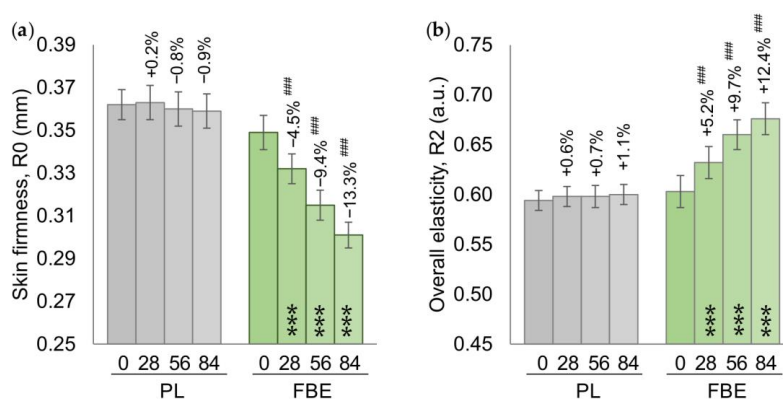 (a)
Skin firmness, R0 (mm)
0.39
0.37
0.35
0.33
0.31
0.29
0.27
0.25
+0.2%
−0.8%
−0.9%
−4.5% ###
−9.4% ###
−13.3% ###
*** *** ***
0 28 56 84 0 28 56 84
PL FBE
(b)
Overall elasticity, R2 (a.u.)
0.75
0.70
0.65
0.60
0.55
0.50
0.45
+0.6%
+0.7%
+1.1%
+5.2% ###
+9.7% ###
+12.4% ###
*** *** ***
0 28 56 84 0 28 56 84
PL FBE